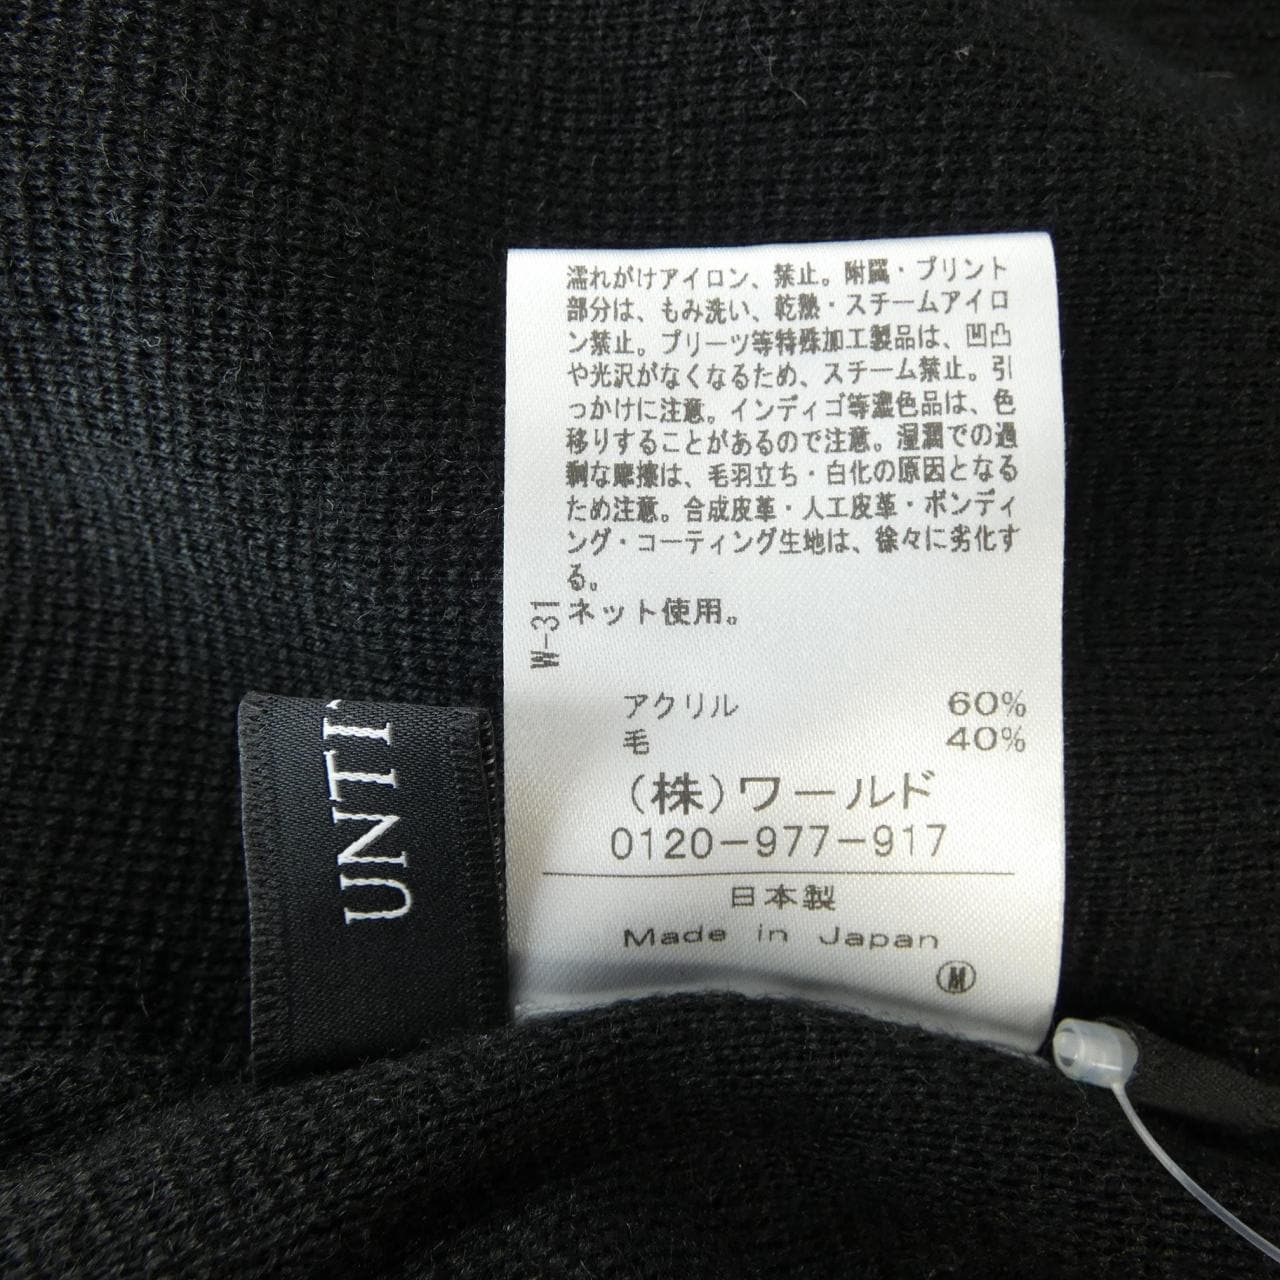 濡れがけアイロン、禁止。附属・プリント
部分は、もみ洗い、乾熱・スチームアイロ
ン禁止。プリーツ等特殊加工製品は、凹凸
や光沢がなくなるため、スチーム禁止。引
っかけに注意。インディゴ等濃色品は、色
移りすることがあるので注意。湿潤での過
剰な摩擦は、毛羽立ち・白化の原因となる
ため注意。合成皮革・人工皮革・ボンディ
ング・コーティング生地は、徐々に劣化す
る。
ネット使用。
W-31
アクリル 60%
毛 40%
(株)ワールド
0120-977-917
日本製
Made in Japan
M
UNTI